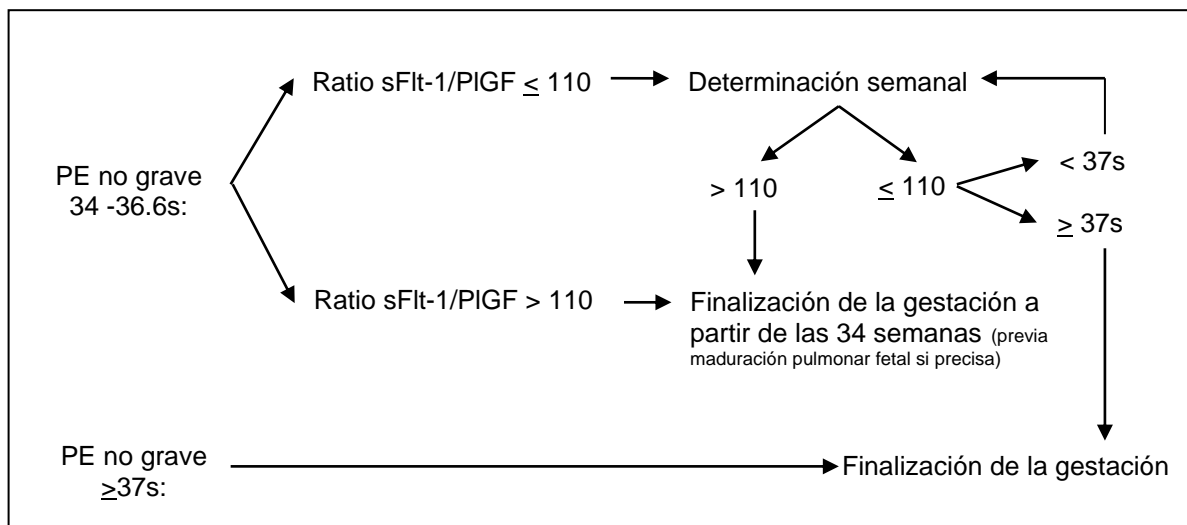 Ratio sFlt-1/PlGF ≤ 110
Determinación semanal
PE no grave
34 -36.6s:
> 110
≤ 110
< 37s
≥ 37s
Ratio sFlt-1/PlGF > 110
Finalización de la gestación a
partir de las 34 semanas (previa
maduración pulmonar fetal si precisa)
PE no grave
≥37s:
Finalización de la gestación